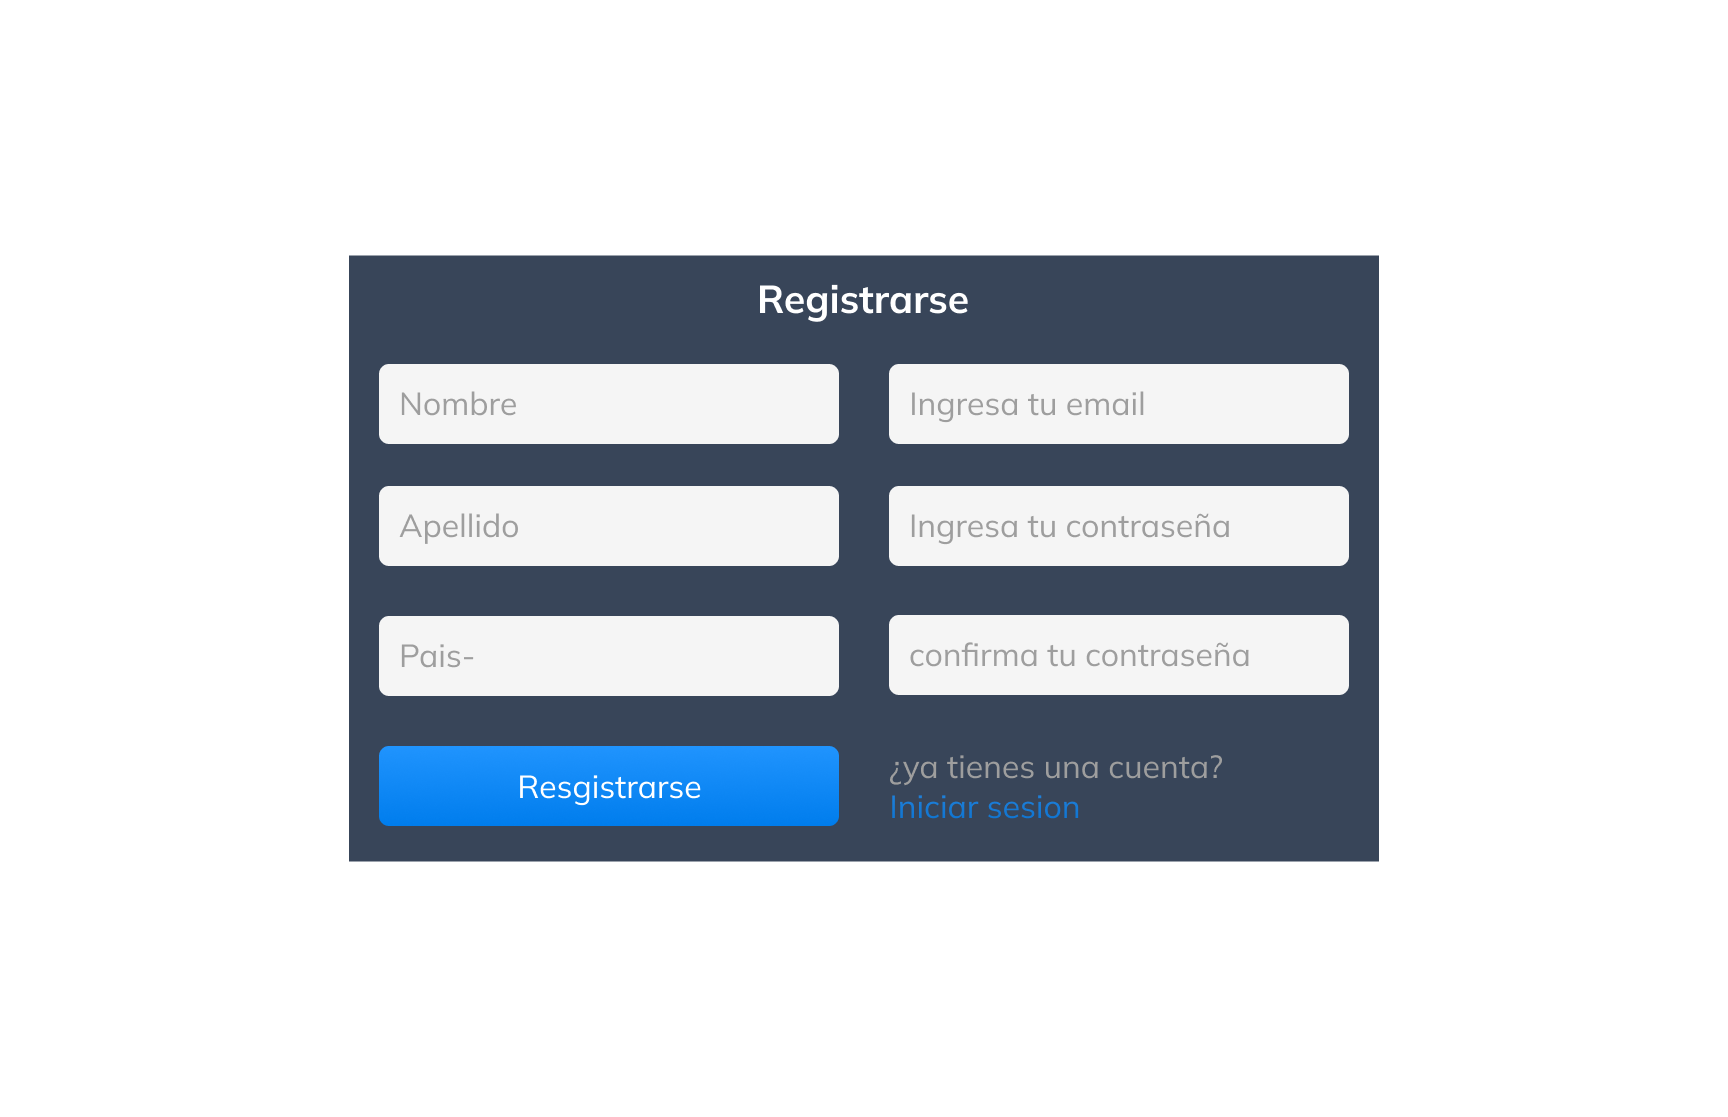 Registrarse
Nombre
Ingresa tu email
Apellido
Ingresa tu contraseña
Pais-
confirma tu contraseña
Resgistrarse
¿ya tienes una cuenta?
Iniciar sesion